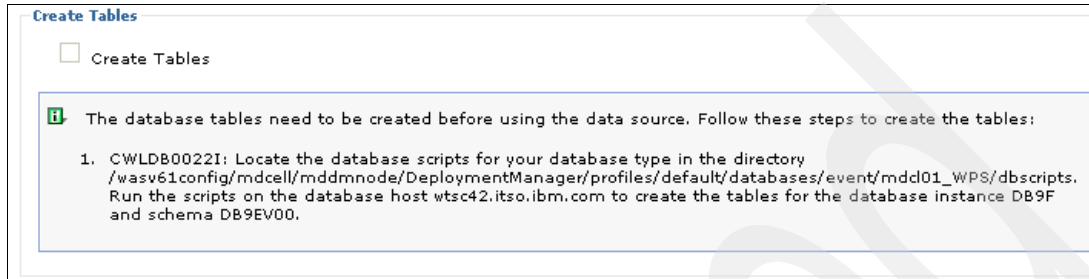 Create Tables
Create Tables
The database tables need to be created before using the data source. Follow these steps to create the tables:
1. CWLDB0022I: Locate the database scripts for your database type in the directory
/wasv61config/mdcell/mddmnode/DeploymentManager/profiles/default/databases/event/mdcl01_WPS/dbscripts.
Run the scripts on the database host wtsc42.itso.ibm.com to create the tables for the database instance DB9F
and schema DB9EV00.